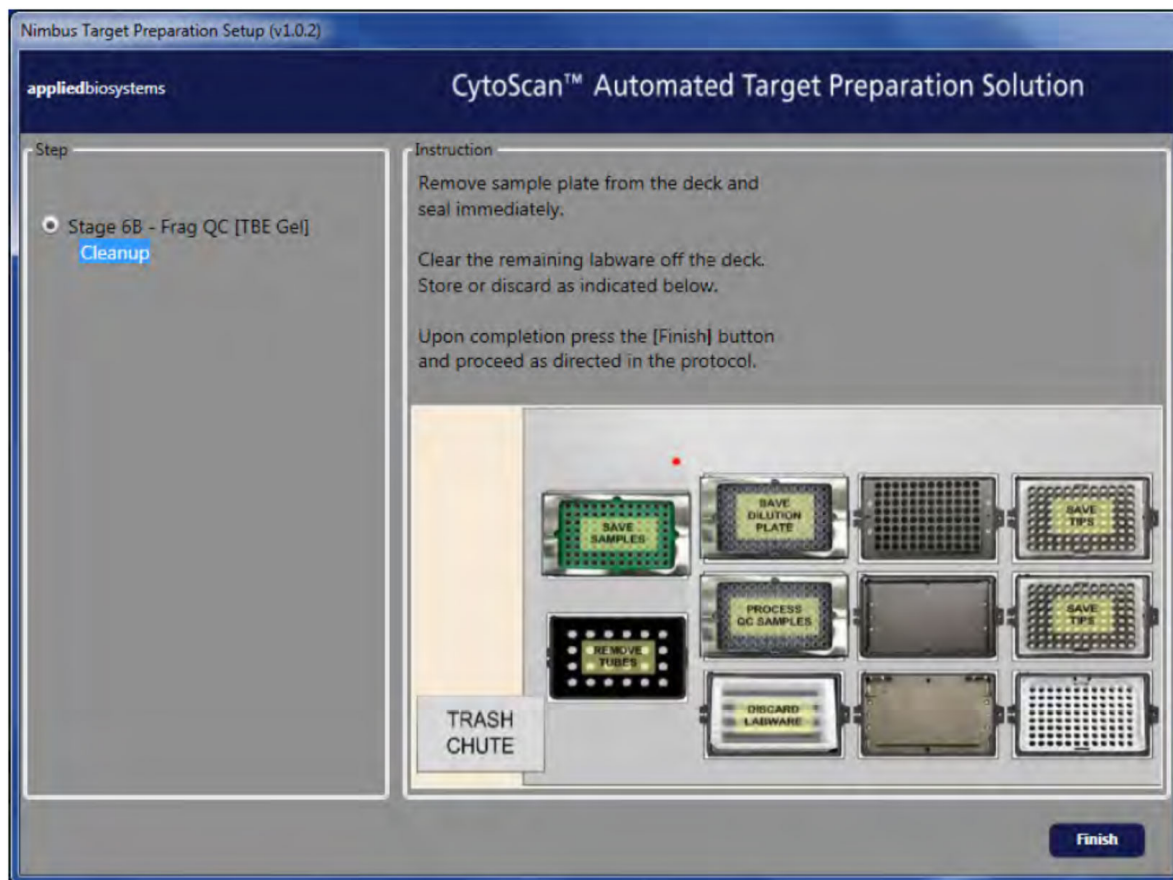 Nimbus Target Preparation Setup (v1.0.2)
appliedbiosystems
CytoScan™ Automated Target Preparation Solution
Step
Stage 6B - Frag QC [TBE Gel]
Cleanup
Instruction
Remove sample plate from the deck and
seal immediately.
Clear the remaining labware off the deck.
Store or discard as indicated below.
Upon completion press the [Finish] button
and proceed as directed in the protocol.
SAVE
SAMPLES
SAVE
DILUTION
PLATE
SAVE
TIPS
REMOVE
TUBES
PROCESS
QC SAMPLES
SAVE
TIPS
DISCARD
LABWARE
TRASH
CHUTE
Finish